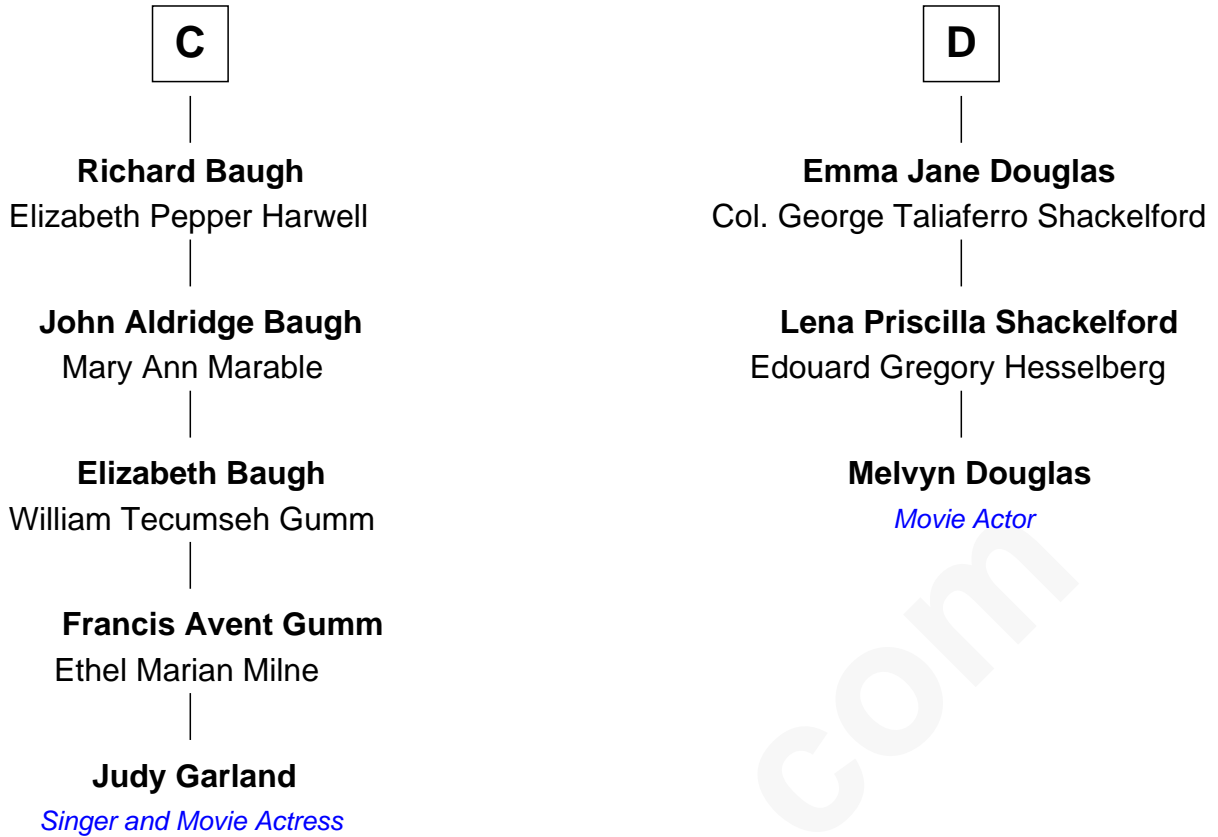 C
Richard Baugh
Elizabeth Pepper Harwell
John Aldridge Baugh
Mary Ann Marable
Elizabeth Baugh
William Tecumseh Gumm
Francis Avent Gumm
Ethel Marian Milne
Judy Garland
Singer and Movie Actress
D
Emma Jane Douglas
Col. George Taliaferro Shackelford
Lena Priscilla Shackelford
Edouard Gregory Hesselberg
Melvyn Douglas
Movie Actor
com